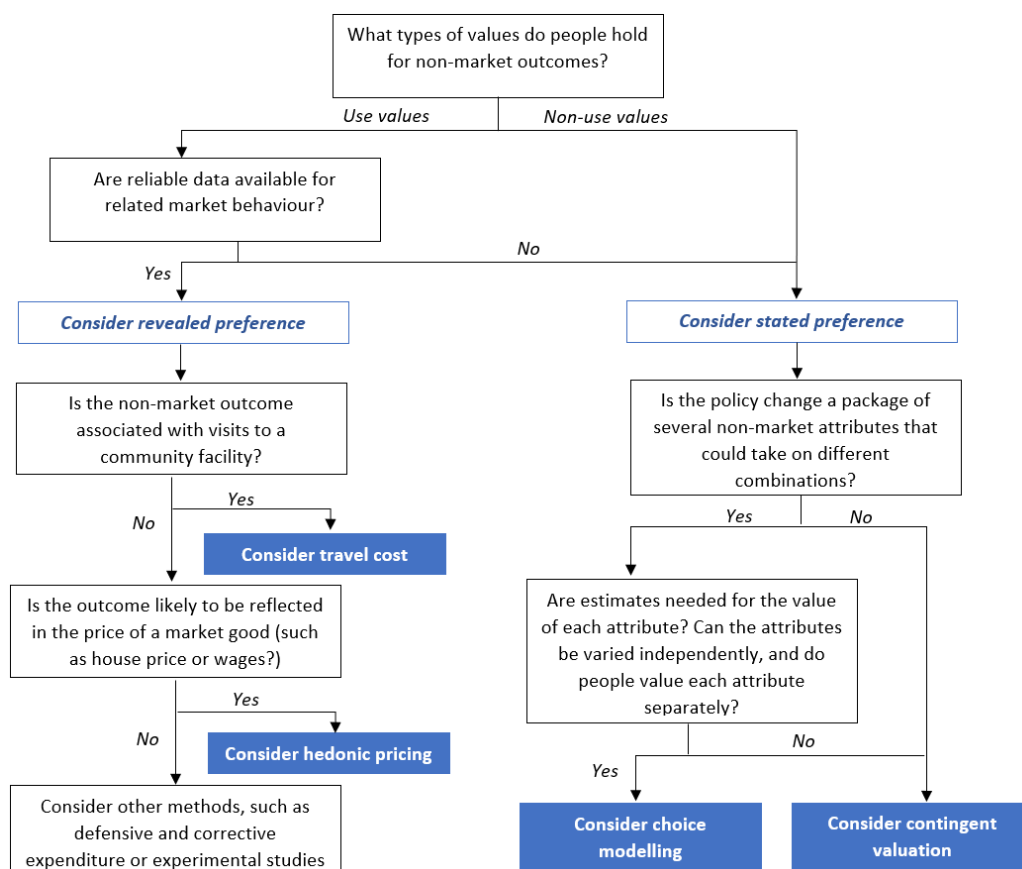 What types of values do people hold
for non-market outcomes?
Use values
Non-use values
Are reliable data available for
related market behaviour?
No
Yes
Consider revealed preference
Consider stated preference
Is the non-market outcome
associated with visits to a
community facility?
Yes
No
Consider travel cost
Is the outcome likely to be reflected
in the price of a market good (such
as house price or wages?)
Yes
No
Consider hedonic pricing
Consider other methods, such as
defensive and corrective
expenditure or experimental studies
Is the policy change a package of
several non-market attributes that
could take on different
combinations?
Yes
No
Are estimates needed for the value
of each attribute? Can the attributes
be varied independently, and do
people value each attribute
separately?
No
Yes
Consider choice
modelling
Consider contingent
valuation